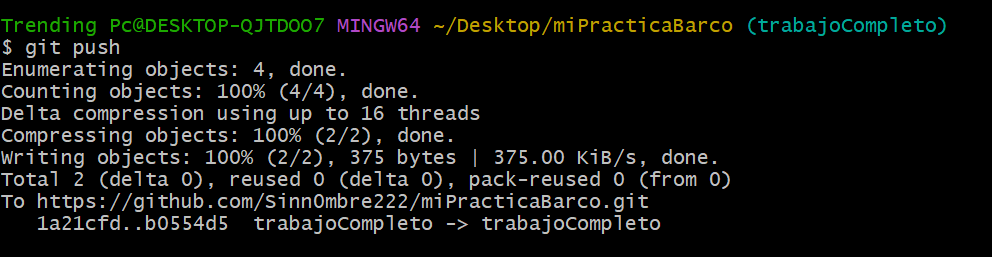 Trending Pc@DESKTOP-QJTDOO7 MINGW64 ~/Desktop/miPracticaBarco (trabajoCompleto)
$ git push
Enumerating objects: 4, done.
Counting objects: 100% (4/4), done.
Delta compression using up to 16 threads
Compressing objects: 100% (2/2), done.
Writing objects: 100% (2/2), 375 bytes | 375.00 KiB/s, done.
Total 2 (delta 0), reused 0 (delta 0), pack-reused 0 (from 0)
To https://github.com/Sinn0mbre222/miPracticaBarco.git
   1a21cfd..b0554d5  trabajoCompleto -> trabajoCompleto